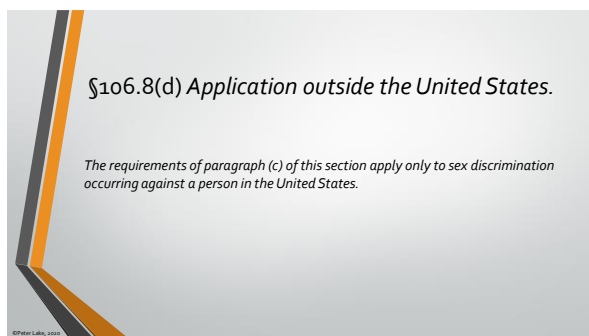 §106.8(d) Application outside the United States.
The requirements of paragraph (c) of this section apply only to sex discrimination
occurring against a person in the United States.
©Peter Lake, 2020